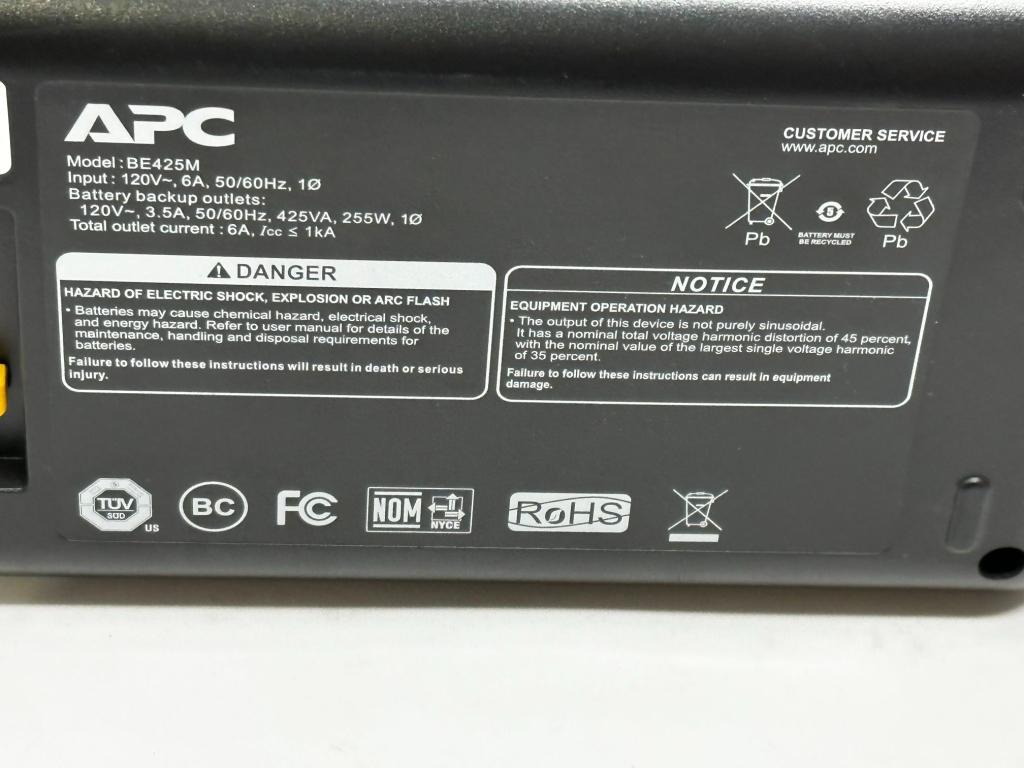 APC
Model : BE425M
Input : 120V~, 6A, 50/60Hz, 1Ø
Battery backup outlets:
120V~, 3.5A, 50/60Hz, 425VA, 255W, 1Ø
Total outlet current : 6A, Icc ≤ 1kA
CUSTOMER SERVICE
www.apc.com
Pb
BATTERY MUST
BE RECYCLED
Pb
DANGER
HAZARD OF ELECTRIC SHOCK, EXPLOSION OR ARC FLASH
• Batteries may cause chemical hazard, electrical shock,
and energy hazard. Refer to user manual for details of the
maintenance, handling and disposal requirements for
batteries.
Failure to follow these instructions will result in death or serious
injury.
NOTICE
EQUIPMENT OPERATION HAZARD
• The output of this device is not purely sinusoidal.
It has a nominal total voltage harmonic distortion of 45 percent,
with the nominal value of the largest single voltage harmonic
of 35 percent.
Failure to follow these instructions can result in equipment
damage.
TÜV
SÜD
US
BC
FC
NOM
NYCE
RoHS